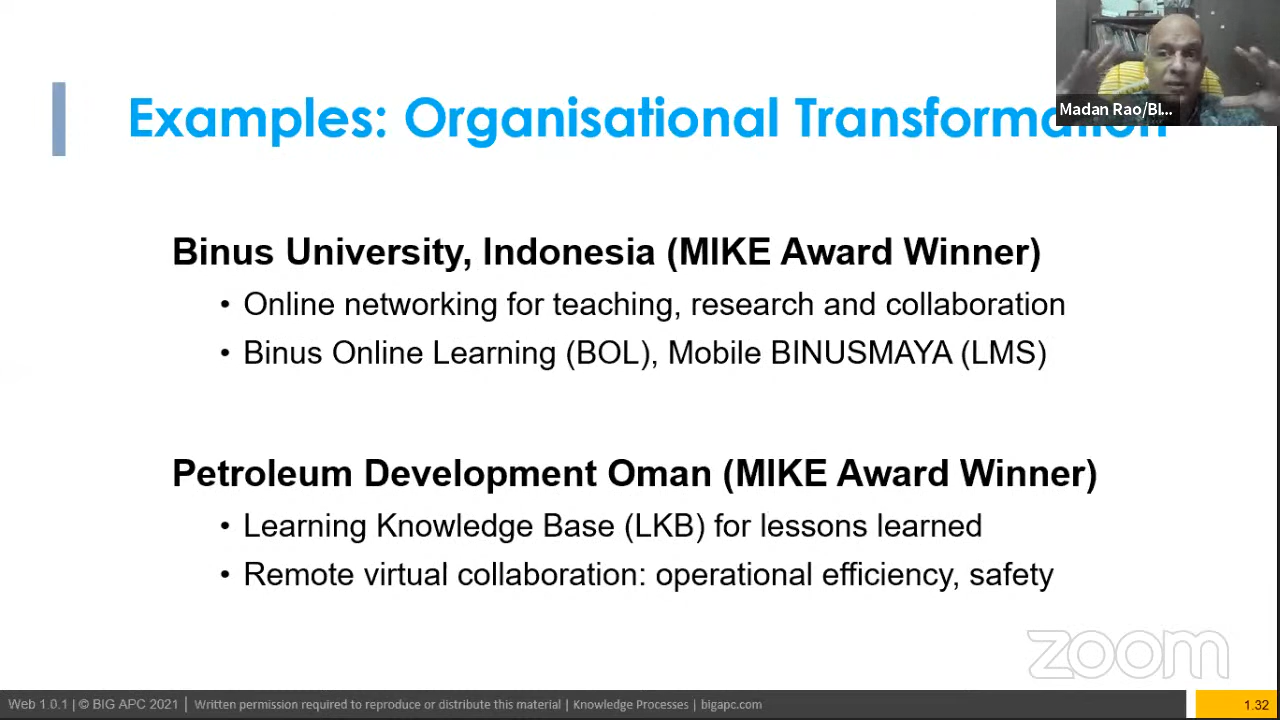 Examples: Organisational Transformation
Madan Rao/BI...
Binus University, Indonesia (MIKE Award Winner)
• Online networking for teaching, research and collaboration
• Binus Online Learning (BOL), Mobile BINUSMAYA (LMS)
Petroleum Development Oman (MIKE Award Winner)
• Learning Knowledge Base (LKB) for lessons learned
• Remote virtual collaboration: operational efficiency, safety
zoom
Web 1.0.1 | © BIG APC 2021 | Written permission required to reproduce or distribute this material | Knowledge Processes | bigapc.com
1.32